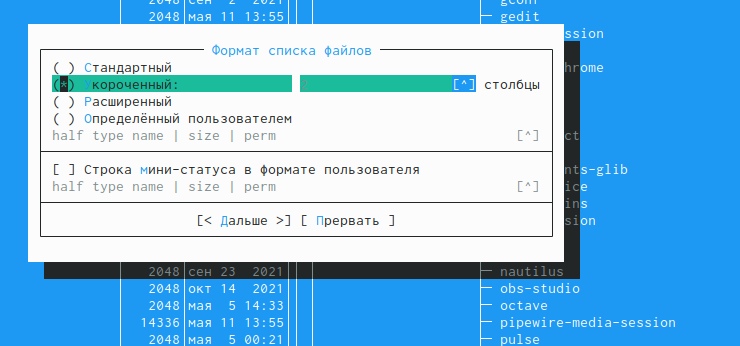 2048 сен 2 2021 gconf
2048 мая 11 13:55 gedit
ssion
Формат списка файлов
( ) Стандартный
hrome
(*) Укороченный: [^] столбцы
( ) Расширенный
( ) Определённый пользователем
half type name | size | perm [^] ct
[ ] Строка мини-статуса в формате пользователя nts-glib
half type name | size | perm [^] ice
ins
[< Дальше >] [ Прервать ] sion
2048 сен 23 2021 nautilus
2048 окт 14 2021 obs-studio
2048 мая 5 14:33 octave
14336 мая 11 13:55 pipewire-media-session
2048 мая 5 00:21 pulse